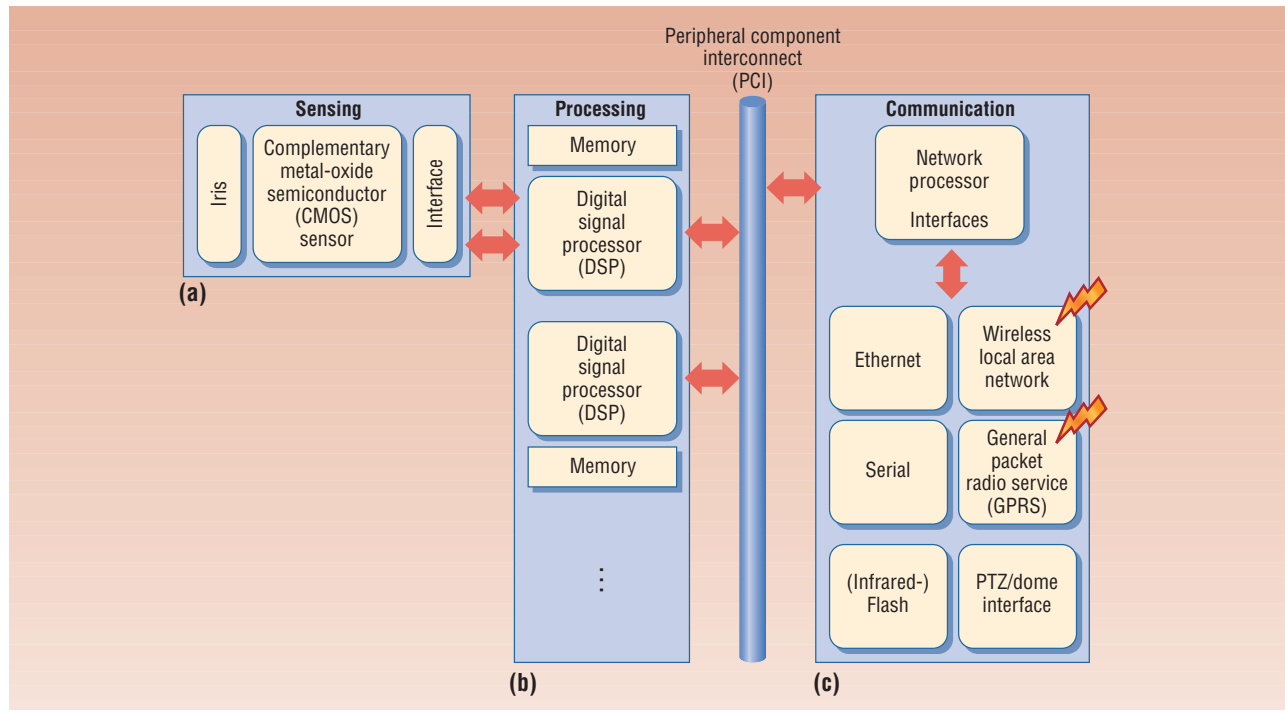 Peripheral component
interconnect
(PCI)
Sensing
Iris
Complementary
metal-oxide
semiconductor
(CMOS)
sensor
Interface
(a)
Processing
Memory
Digital
signal
processor
(DSP)
Digital
signal
processor
(DSP)
Memory
...
(b)
Communication
Network
processor
Interfaces
Ethernet
Wireless
local area
network
Serial
General
packet
radio service
(GPRS)
(Infrared-)
Flash
PTZ/dome
interface
(c)